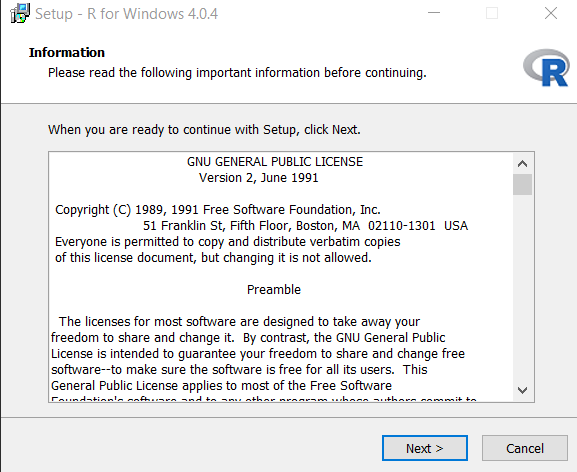 Setup - R for Windows 4.0.4
Information
Please read the following important information before continuing.
R
When you are ready to continue with Setup, click Next.
GNU GENERAL PUBLIC LICENSE
Version 2, June 1991
Copyright (C) 1989, 1991 Free Software Foundation, Inc.
51 Franklin St, Fifth Floor, Boston, MA  02110-1301  USA
Everyone is permitted to copy and distribute verbatim copies
of this license document, but changing it is not allowed.
Preamble
The licenses for most software are designed to take away your
freedom to share and change it.  By contrast, the GNU General Public
License is intended to guarantee your freedom to share and change free
software--to make sure the software is free for all its users.  This
General Public License applies to most of the Free Software
Foundation's software and to any other program whose authors commit to
Next >
Cancel